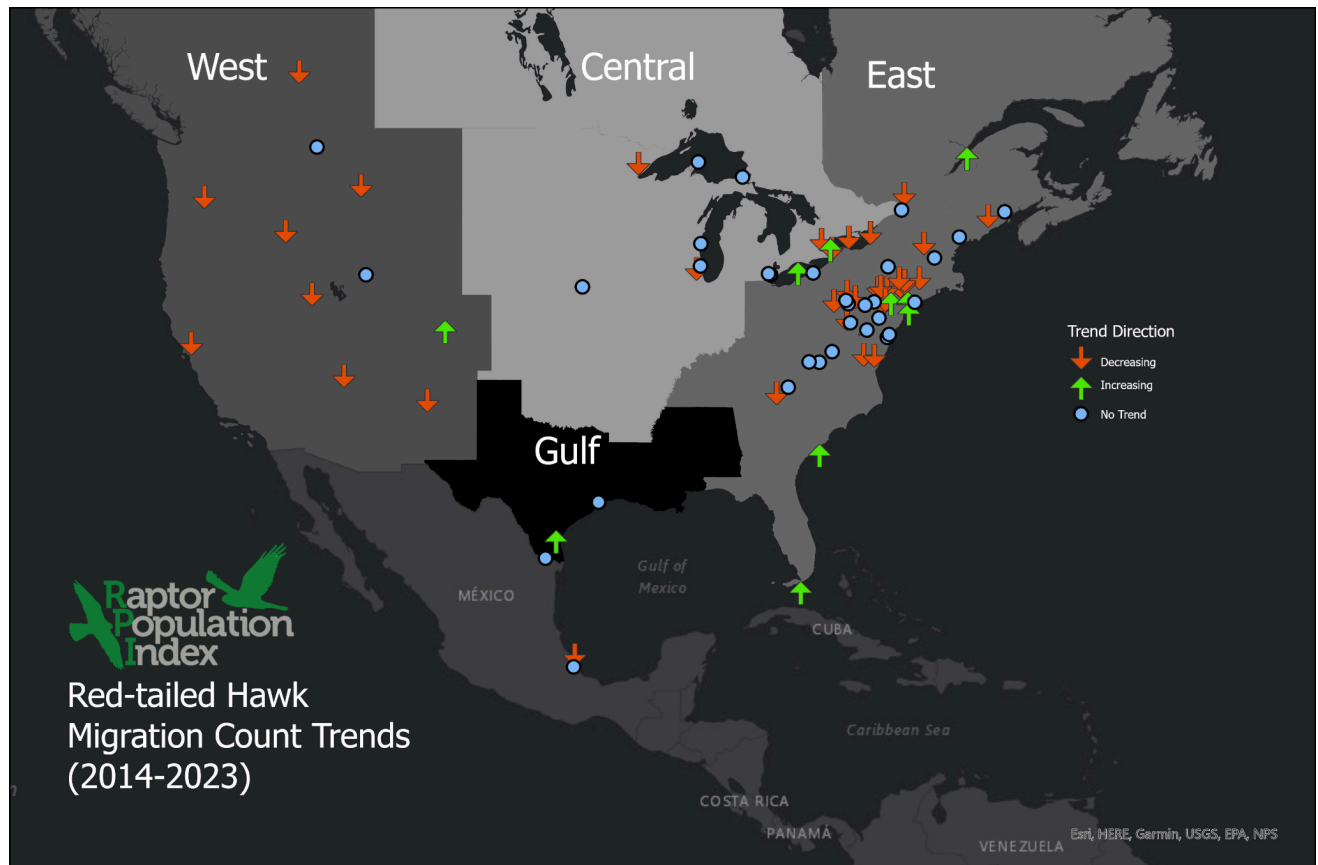 West
Central
East
Trend Direction
Decreasing
Increasing
No Trend
Gulf
Gulf of
Mexico
MÉXICO
CUBA
Raptor
Population
Index
Red-tailed Hawk
Migration Count Trends
(2014-2023)
Caribbean Sea
COSTA RICA
PANAMÁ
VENEZUELA
Esri, HERE, Garmin, USGS, EPA, NPS